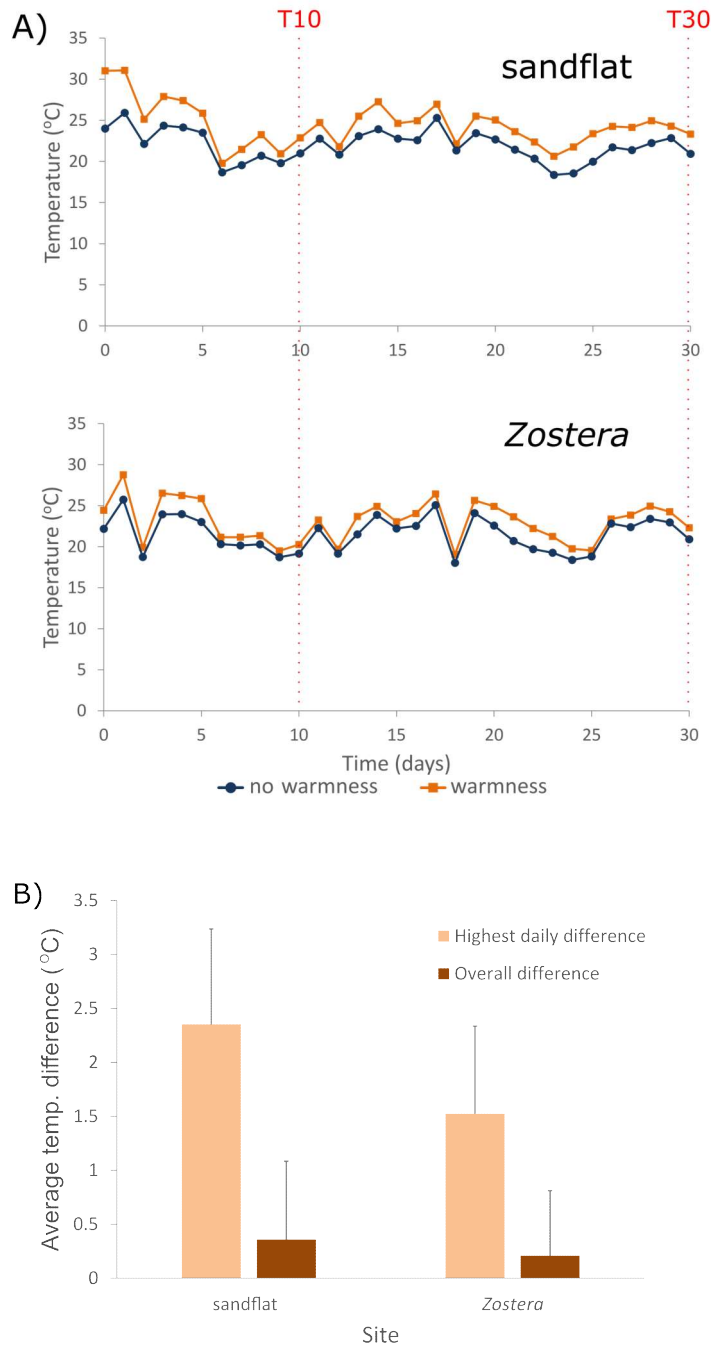 A)
T10
T30
sandflat
Temperature (°C)
35
30
25
20
15
10
5
0
0 5 10 15 20 25 30
Zostera
Temperature (°C)
35
30
25
20
15
10
5
0
0 5 10 15 20 25 30
Time (days)
no warmness warmness
B)
Average temp. difference (°C)
3.5
3
2.5
2
1.5
1
0.5
0
Highest daily difference
Overall difference
sandflat Zostera
Site